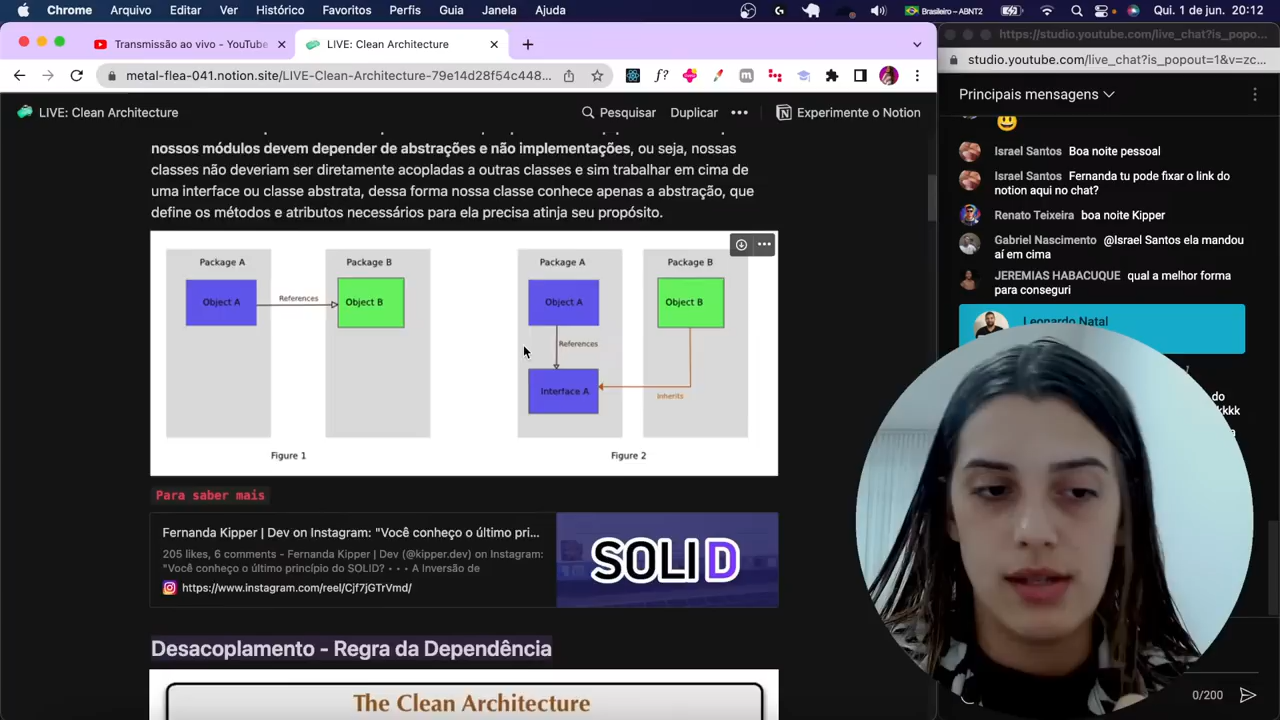 Chrome Arquivo Editar Ver Histórico Favoritos Perfis Guia Janela Ajuda
Brasileiro – ABNT2 Qui. 1 de jun. 20:12
Transmissão ao vivo - YouTube
LIVE: Clean Architecture
metal-flea-041.notion.site/LIVE-Clean-Architecture-79e14d28f54c448...
LIVE: Clean Architecture
Pesquisar Duplicar ••• Experimente o Notion
nossos módulos devem depender de abstrações e não implementações, ou seja, nossas
classes não deveriam ser diretamente acopladas a outras classes e sim trabalhar em cima de
uma interface ou classe abstrata, dessa forma nossa classe conhece apenas a abstração, que
define os métodos e atributos necessários para ela precisa atinja seu propósito.
Package A
Package B
Object A
References
Object B
Figure 1
Package A
Package B
Object A
Object B
References
Interface A
Inherits
Figure 2
Para saber mais
Fernanda Kipper | Dev on Instagram: "Você conheço o último pri...
205 likes, 6 comments - Fernanda Kipper | Dev (@kipper.dev) on Instagram:
"Você conheço o último princípio do SOLID? • • • A Inversão de
https://www.instagram.com/reel/Cjf7jGTrVmd/
SOLID
Desacoplamento - Regra da Dependência
The Clean Architecture
https://studio.youtube.com/live_chat?is_po...
studio.youtube.com/live_chat?is_popout=1&v=zc...
Principais mensagens
Israel Santos Boa noite pessoal
Israel Santos Fernanda tu pode fixar o link do
notion aqui no chat?
Renato Teixeira boa noite Kipper
Gabriel Nascimento @Israel Santos ela mandou
aí em cima
JEREMIAS HABACUQUE qual a melhor forma
para conseguri
Leonardo Natal
do
kkkk
0/200